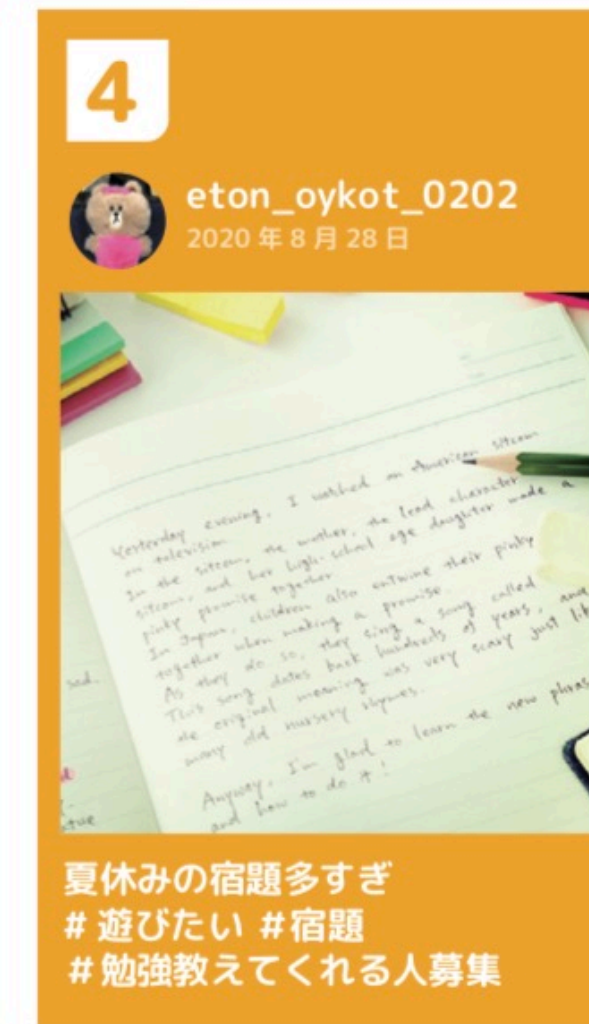 4
eton_oykot_0202
2020 年 8 月 28 日
Yesterday evening, I watched an American sitcom
on television.
In the sitcom, the mother, the lead character
sitcom, and her high-school age daughter made a
pinky promise together.
In Japan, children also entwine their pinky
together when making a promise.
As they do so, they sing a song called
This song dates back hundreds of years, and
the original meaning was very scary just lik
many old nursery rhymes.
Anyway, I'm glad to learn the new phras
and how to do it!
sed.
夏休みの宿題多すぎ
# 遊びたい #宿題
#勉強教えてくれる人募集